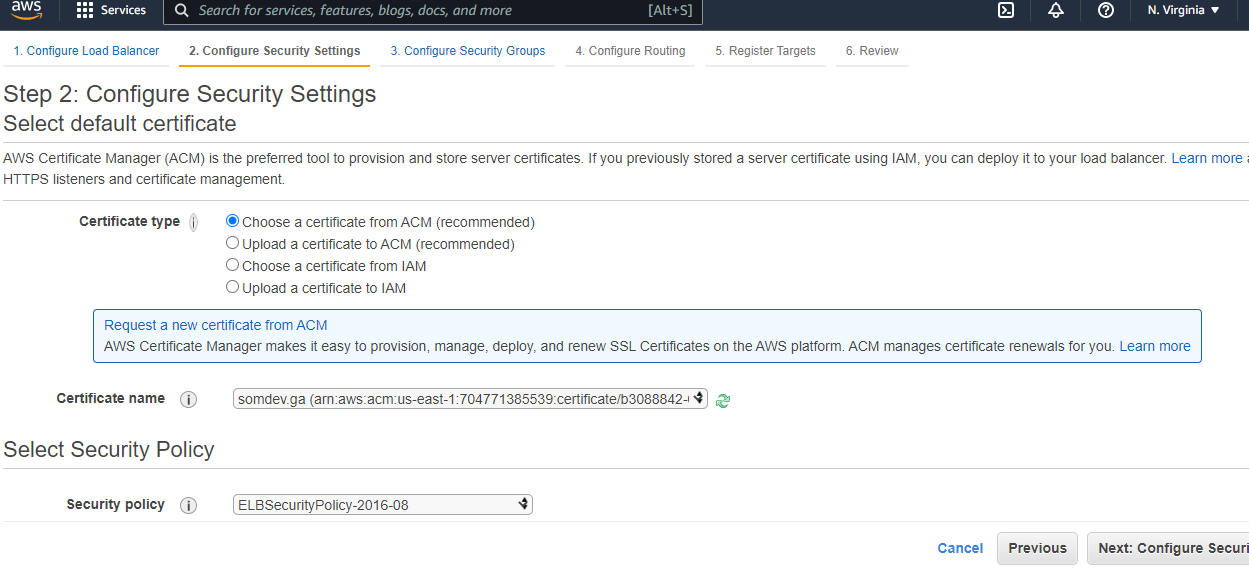 aws Services Search for services, features, blogs, docs, and more [Alt+S] N. Virginia
1. Configure Load Balancer 2. Configure Security Settings 3. Configure Security Groups 4. Configure Routing 5. Register Targets 6. Review
Step 2: Configure Security Settings
Select default certificate
AWS Certificate Manager (ACM) is the preferred tool to provision and store server certificates. If you previously stored a server certificate using IAM, you can deploy it to your load balancer. Learn more
HTTPS listeners and certificate management.
Certificate type i Choose a certificate from ACM (recommended)
Upload a certificate to ACM (recommended)
Choose a certificate from IAM
Upload a certificate to IAM
Request a new certificate from ACM
AWS Certificate Manager makes it easy to provision, manage, deploy, and renew SSL Certificates on the AWS platform. ACM manages certificate renewals for you. Learn more
Certificate name i somdev.ga (arn:aws:acm:us-east-1:704771385539:certificate/b3088842-
Select Security Policy
Security policy i ELBSecurityPolicy-2016-08
Cancel Previous Next: Configure Securi